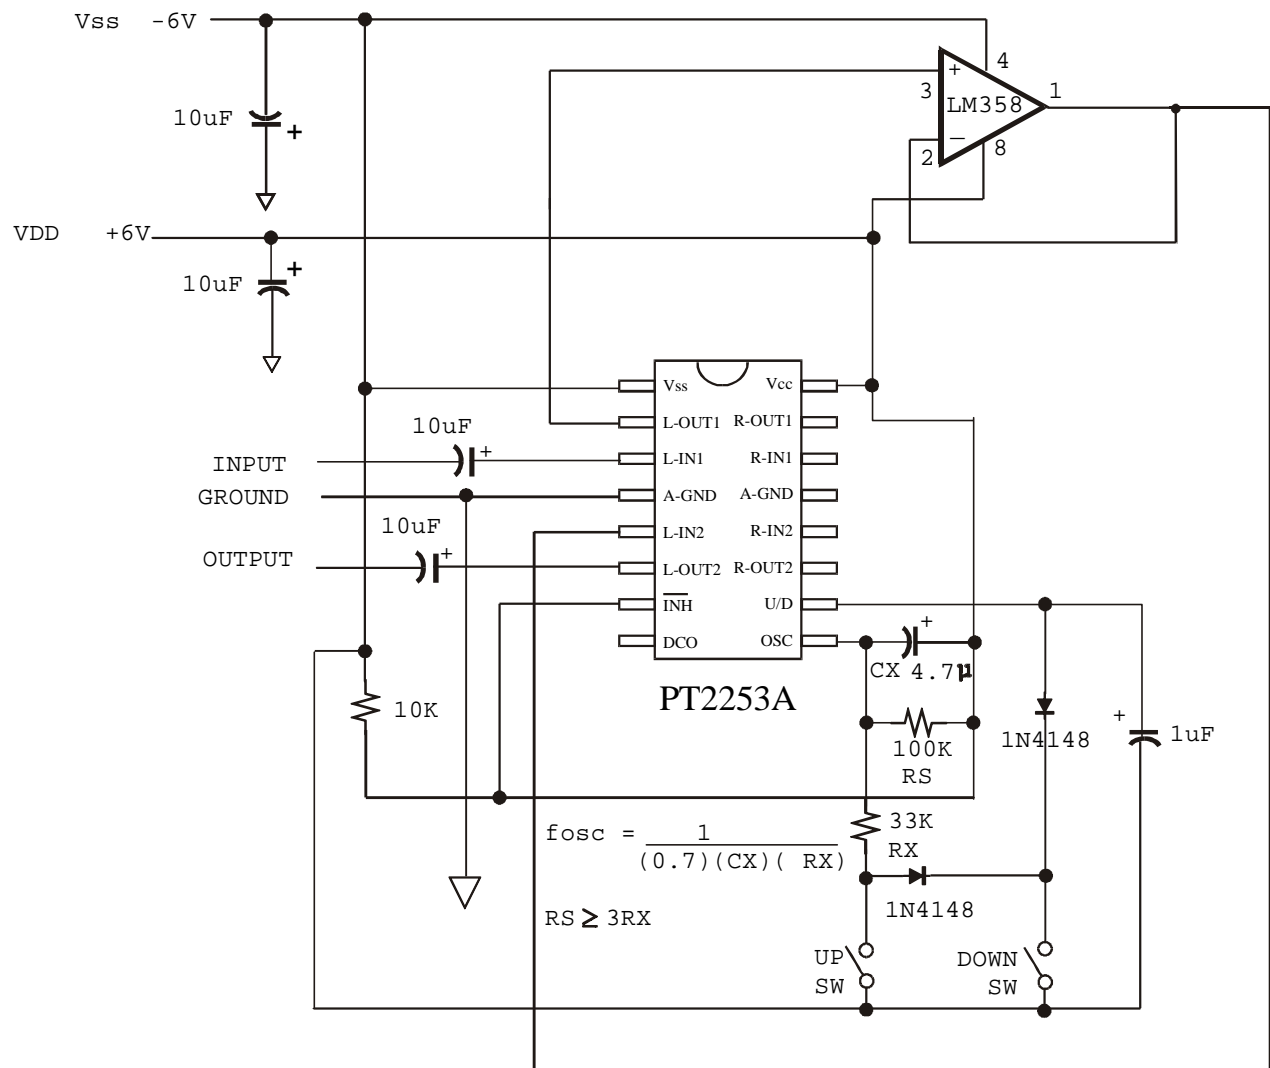 Vss -6V
4
+
3
LM358
1
10uF
+
−
2
8
VDD +6V
+
10uF
Vss
Vcc
10uF
L-OUT1
R-OUT1
+
INPUT
L-IN1
R-IN1
GROUND
A-GND
A-GND
10uF
L-IN2
R-IN2
+
OUTPUT
L-OUT2
R-OUT2
INH
U/D
+
DCO
OSC
CX 4.7µ
PT2253A
10K
+
100K
1N4148
1uF
RS
fosc = 1
(0.7)(CX)( RX)
33K
RX
1N4148
RS ≥ 3RX
UP
SW
DOWN
SW